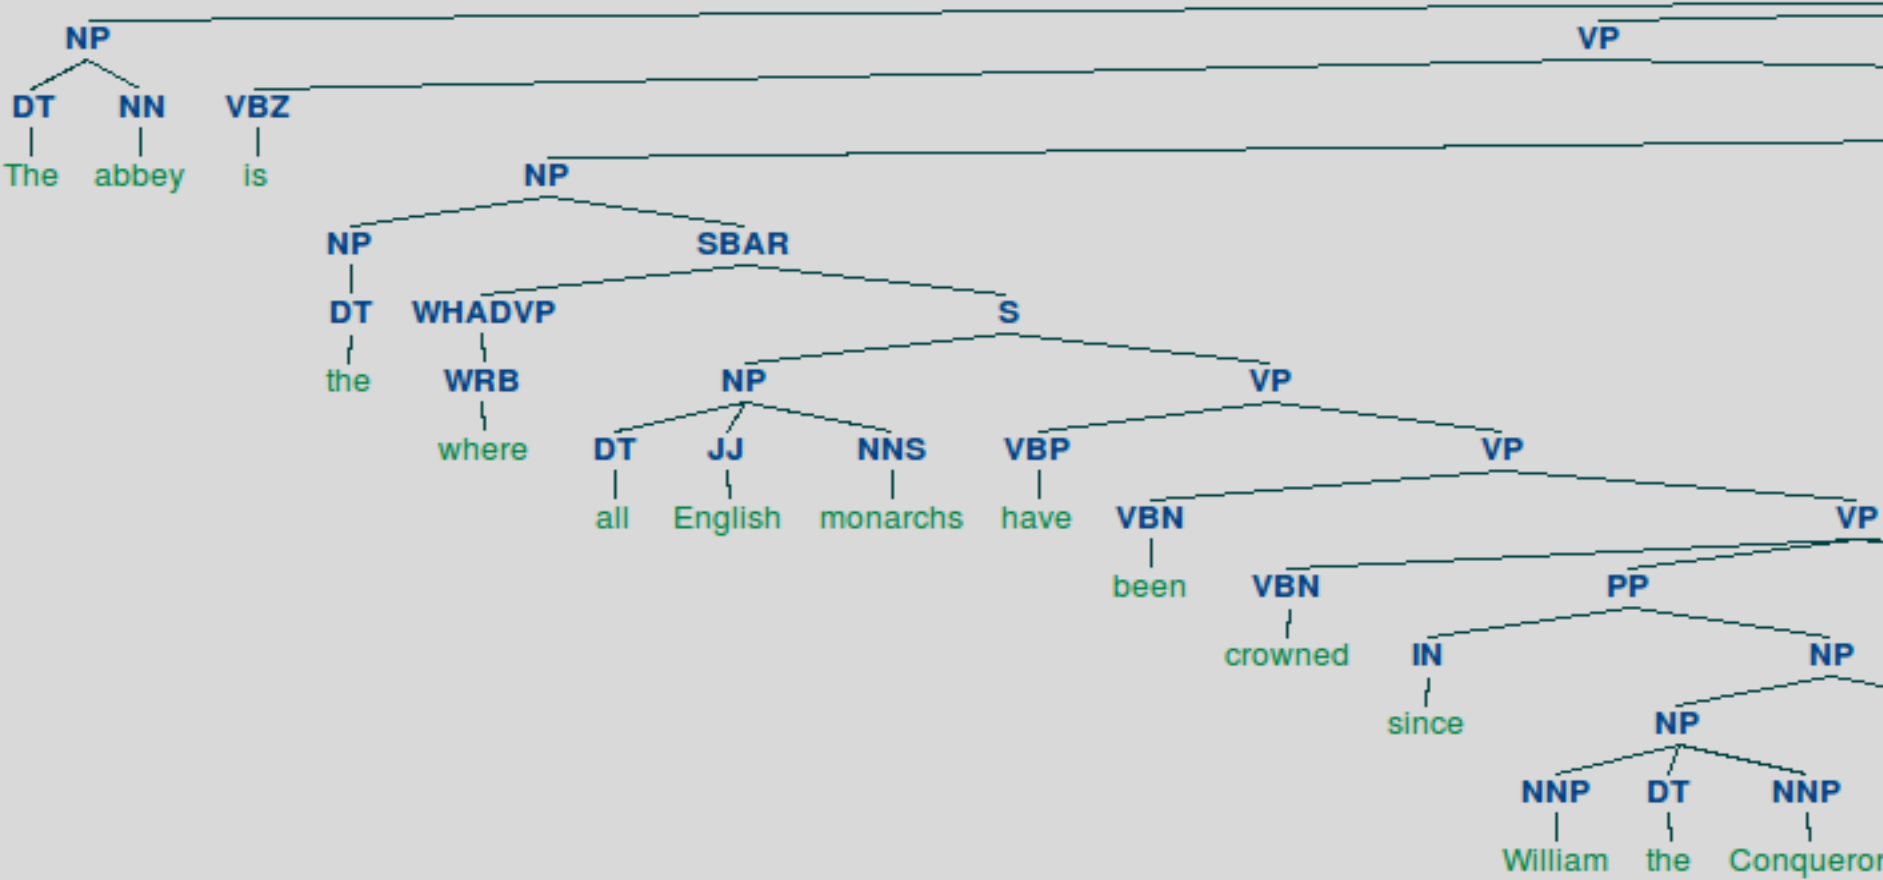 NP VP
DT NN VBZ
The abbey is NP
NP SBAR
DT WHADVP S
the WRB NP VP
where DT JJ NNS VBP VP
all English monarchs have VBN VP
been VBN PP
crowned IN NP
since NP
NNP DT NNP
William the Conqueror